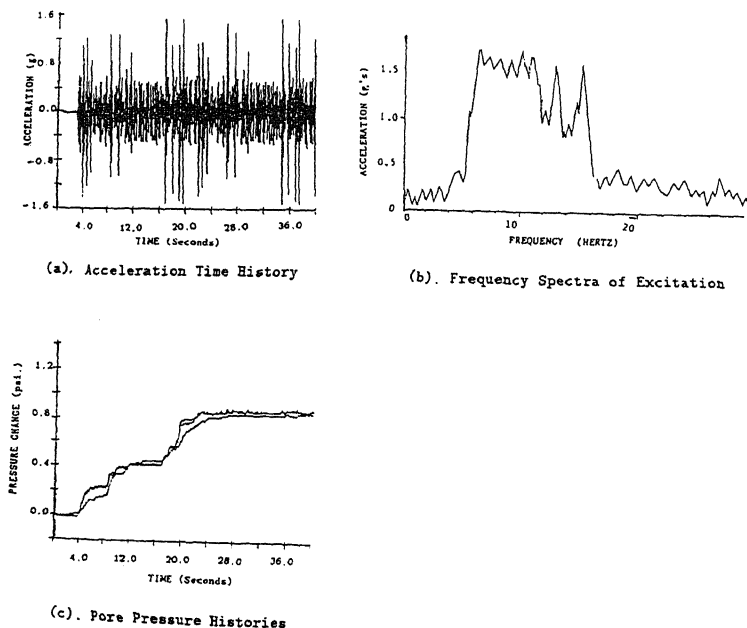 1.6
0.8
0.0
-0.8
-1.6
ACCELERATION (g)
4.0 12.0 20.0 28.0 36.0
TIME (Seconds)
(a). Acceleration Time History
1.5
1.0
0.5
0
ACCELERATION (g's)
0 10 20
FREQUENCY (HERTZ)
(b). Frequency Spectra of Excitation
1.2
0.8
0.4
0.0
PRESSURE CHANGE (psi.)
4.0 12.0 20.0 28.0 36.0
TIME (Seconds)
(c). Pore Pressure Histories